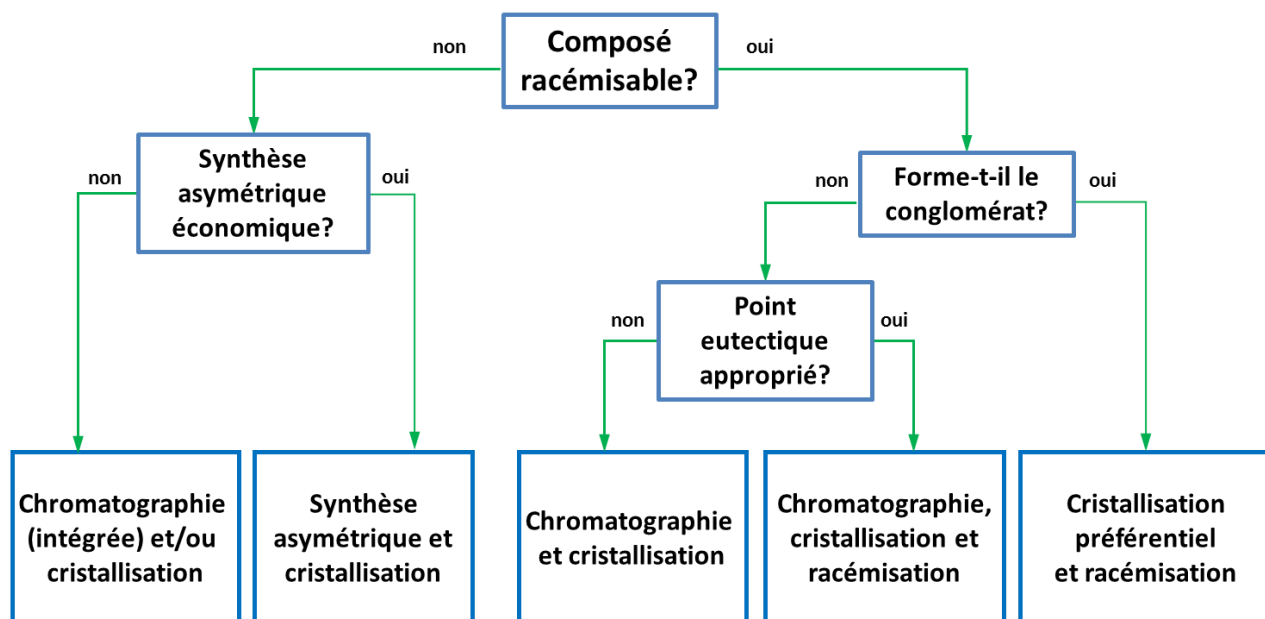 non
Composé
racémisable?
oui
non
Synthèse
asymétrique
économique?
oui
non
Forme-t-il le
conglomérat?
oui
non
Point
eutectique
approprié?
oui
Chromatographie
(intégrée) et/ou
cristallisation
Synthèse
asymétrique et
cristallisation
Chromatographie
et cristallisation
Chromatographie,
cristallisation et
racémisation
Cristallisation
préférentiel
et racémisation